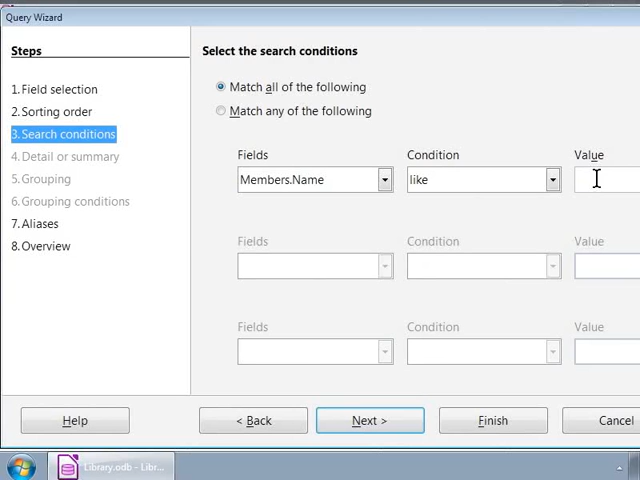 Query Wizard
Steps
1. Field selection
2. Sorting order
3. Search conditions
4. Detail or summary
5. Grouping
6. Grouping conditions
7. Aliases
8. Overview
Select the search conditions
Match all of the following
Match any of the following
Fields Condition Value
Members.Name like
Fields Condition Value
Fields Condition Value
Help < Back Next > Finish Cancel
Library.odb - Libr...